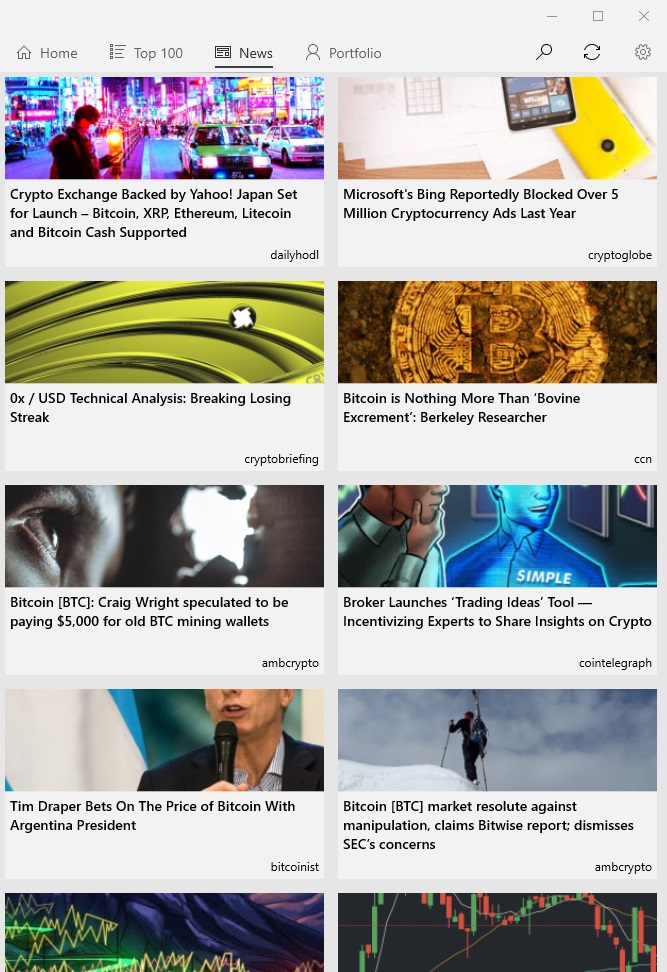 Home
Top 100
News
Portfolio
Crypto Exchange Backed by Yahoo! Japan Set
for Launch – Bitcoin, XRP, Ethereum, Litecoin
and Bitcoin Cash Supported
dailyhodl
Microsoft's Bing Reportedly Blocked Over 5
Million Cryptocurrency Ads Last Year
cryptoglobe
0x / USD Technical Analysis: Breaking Losing
Streak
cryptobriefing
Bitcoin is Nothing More Than ‘Bovine
Excrement’: Berkeley Researcher
ccn
Bitcoin [BTC]: Craig Wright speculated to be
paying $5,000 for old BTC mining wallets
ambcrypto
SIMPLE
Broker Launches ‘Trading Ideas’ Tool —
Incentivizing Experts to Share Insights on Crypto
cointelegraph
Tim Draper Bets On The Price of Bitcoin With
Argentina President
bitcoinist
Bitcoin [BTC] market resolute against
manipulation, claims Bitwise report; dismisses
SEC’s concerns
ambcrypto